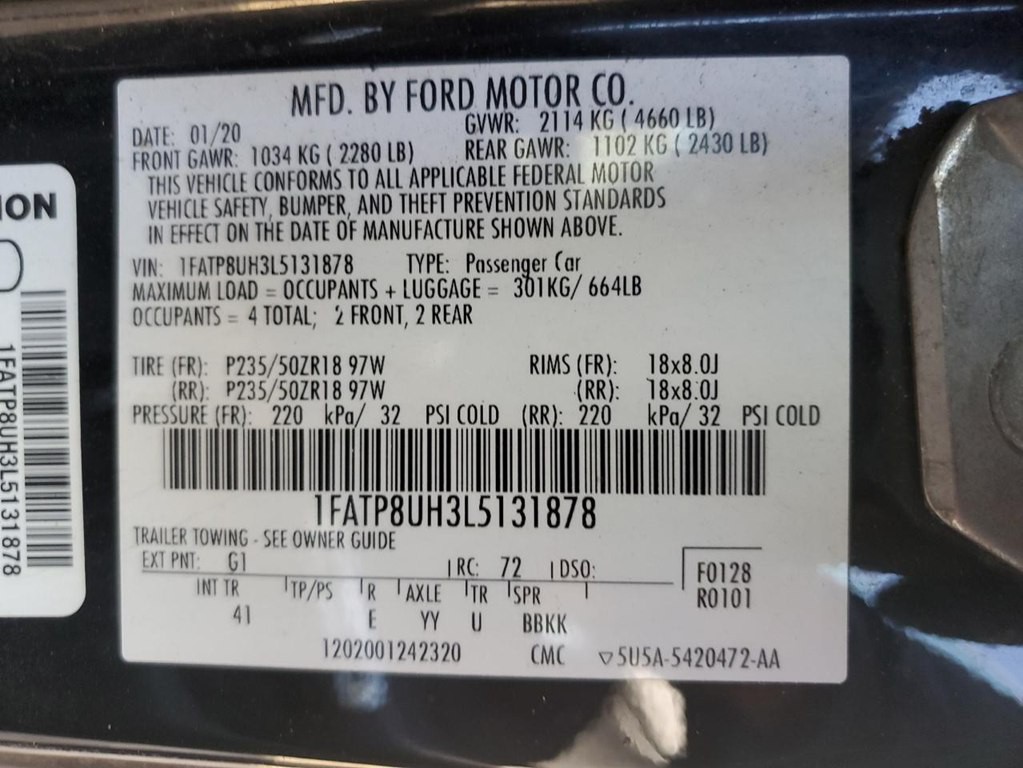 MFD. BY FORD MOTOR CO.
DATE: 01/20 GVWR: 2114 KG ( 4660 LB)
FRONT GAWR: 1034 KG ( 2280 LB) REAR GAWR: 1102 KG ( 2430 LB)
THIS VEHICLE CONFORMS TO ALL APPLICABLE FEDERAL MOTOR
VEHICLE SAFETY, BUMPER, AND THEFT PREVENTION STANDARDS
IN EFFECT ON THE DATE OF MANUFACTURE SHOWN ABOVE.
VIN: 1FATP8UH3L5131878 TYPE: Passenger Car
MAXIMUM LOAD = OCCUPANTS + LUGGAGE = 301KG/ 664LB
OCCUPANTS = 4 TOTAL; 2 FRONT, 2 REAR
TIRE (FR): P235/50ZR18 97W RIMS (FR): 18x8.0J
(RR): P235/50ZR18 97W (RR): 18x8.0J
PRESSURE (FR): 220 kPa/ 32 PSI COLD (RR): 220 kPa/ 32 PSI COLD
1FATP8UH3L5131878
TRAILER TOWING - SEE OWNER GUIDE
EXT PNT: G1 RC: 72 DSO:
F0128
R0101
INT TR TP/PS R AXLE TR SPR
41 E YY U BBKK
1202001242320 CMC ▽5U5A-5420472-AA
ION
1FATP8UH3L5131878